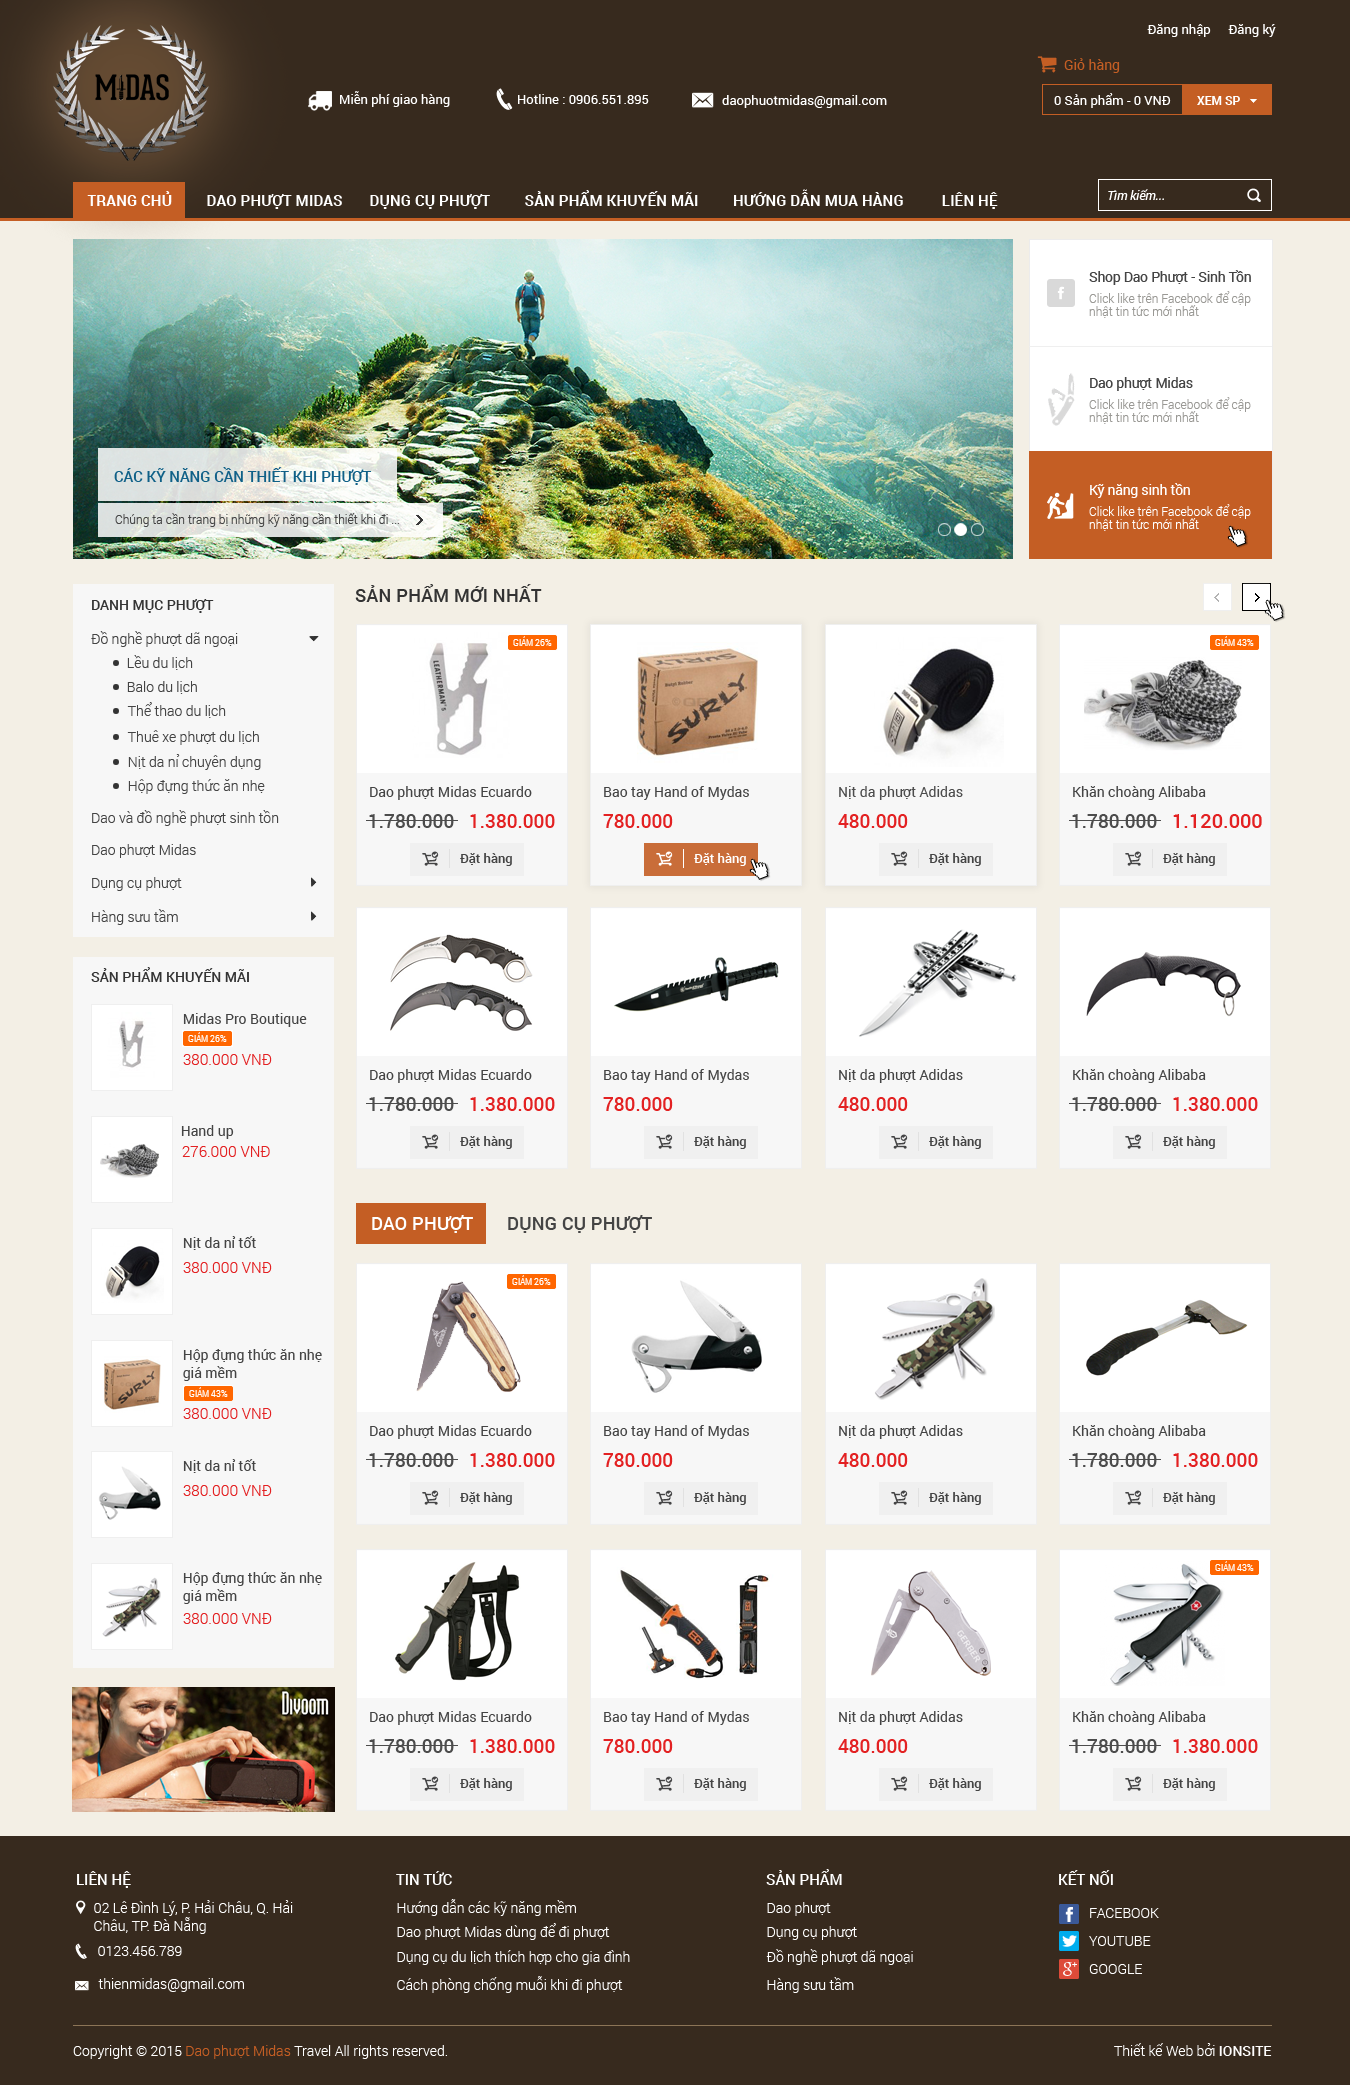 Đăng nhập Đăng ký
MIDAS
Giỏ hàng
Miễn phí giao hàng
Hotline : 0906.551.895
daophuotmidas@gmail.com
0 Sản phẩm - 0 VNĐ
XEM SP
TRANG CHỦ DAO PHƯỢT MIDAS DỤNG CỤ PHƯỢT SẢN PHẨM KHUYẾN MÃI HƯỚNG DẪN MUA HÀNG LIÊN HỆ
Tìm kiếm...
CÁC KỸ NĂNG CẦN THIẾT KHI PHƯỢT
Chúng ta cần trang bị những kỹ năng cần thiết khi đi ...
Shop Dao Phượt - Sinh Tồn
Click like trên Facebook để cập
nhật tin tức mới nhất
Dao phượt Midas
Click like trên Facebook để cập
nhật tin tức mới nhất
Kỹ năng sinh tồn
Click like trên Facebook để cập
nhật tin tức mới nhất
DANH MỤC PHƯỢT
Đồ nghề phượt dã ngoại
Lều du lịch
Balo du lịch
Thể thao du lịch
Thuê xe phượt du lịch
Nịt da nỉ chuyên dụng
Hộp đựng thức ăn nhẹ
Dao và đồ nghề phượt sinh tồn
Dao phượt Midas
Dụng cụ phượt
Hàng sưu tầm
SẢN PHẨM KHUYẾN MÃI
Midas Pro Boutique
GIẢM 26%
380.000 VNĐ
Hand up
276.000 VNĐ
Nịt da nỉ tốt
380.000 VNĐ
SURLY
Hộp đựng thức ăn nhẹ
giá mềm
GIẢM 43%
380.000 VNĐ
Nịt da nỉ tốt
380.000 VNĐ
Hộp đựng thức ăn nhẹ
giá mềm
380.000 VNĐ
Divoom
SẢN PHẨM MỚI NHẤT
GIẢM 26%
LEATHERMAN'S
SURLY
SURLY
SURLY
GIẢM 43%
Dao phượt Midas Ecuardo
1.780.000 1.380.000
Đặt hàng
Bao tay Hand of Mydas
780.000
Đặt hàng
Nịt da phượt Adidas
480.000
Đặt hàng
Khăn choàng Alibaba
1.780.000 1.120.000
Đặt hàng
Dao phượt Midas Ecuardo
1.780.000 1.380.000
Đặt hàng
Bao tay Hand of Mydas
780.000
Đặt hàng
Nịt da phượt Adidas
480.000
Đặt hàng
Khăn choàng Alibaba
1.780.000 1.380.000
Đặt hàng
DAO PHƯỢT DỤNG CỤ PHƯỢT
GIẢM 26%
Dao phượt Midas Ecuardo
1.780.000 1.380.000
Đặt hàng
Bao tay Hand of Mydas
780.000
Đặt hàng
Nịt da phượt Adidas
480.000
Đặt hàng
Khăn choàng Alibaba
1.780.000 1.380.000
Đặt hàng
BG
GERBER
GIẢM 43%
Dao phượt Midas Ecuardo
1.780.000 1.380.000
Đặt hàng
Bao tay Hand of Mydas
780.000
Đặt hàng
Nịt da phượt Adidas
480.000
Đặt hàng
Khăn choàng Alibaba
1.780.000 1.380.000
Đặt hàng
LIÊN HỆ
02 Lê Đình Lý, P. Hải Châu, Q. Hải
Châu, TP. Đà Nẵng
0123.456.789
thienmidas@gmail.com
TIN TỨC
Hướng dẫn các kỹ năng mềm
Dao phượt Midas dùng để đi phượt
Dụng cụ du lịch thích hợp cho gia đình
Cách phòng chống muỗi khi đi phượt
SẢN PHẨM
Dao phượt
Dụng cụ phượt
Đồ nghề phượt dã ngoại
Hàng sưu tầm
KẾT NỐI
FACEBOOK
YOUTUBE
GOOGLE
Copyright © 2015 Dao phượt Midas Travel All rights reserved.
Thiết kế Web bởi IONSITE